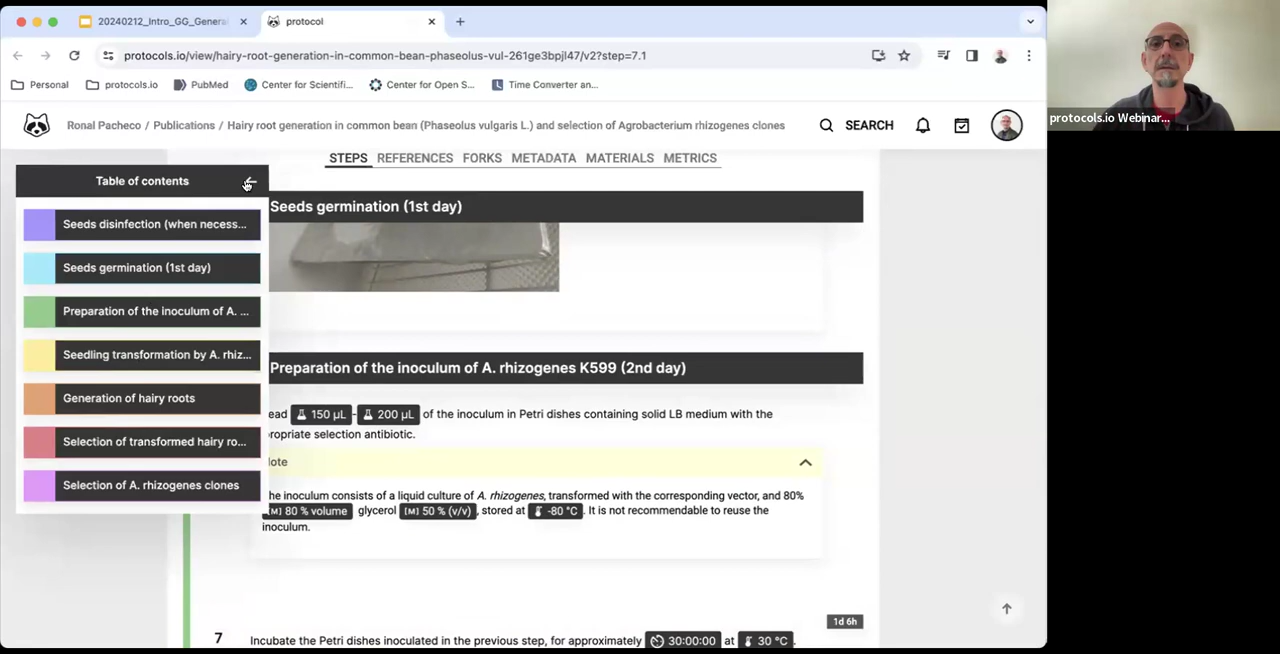 20240212_Intro_GG_Genera
protocol
protocols.io/view/hairy-root-generation-in-common-bean-phaseolus-vul-261ge3bpjl47/v2?step=7.1
Personal
protocols.io
PubMed
Center for Scientifi...
Center for Open S...
Time Converter an...
Ronal Pacheco / Publications / Hairy root generation in common bean (Phaseolus vulgaris L.) and selection of Agrobacterium rhizogenes clones
SEARCH
protocols.io Webinar...
STEPS REFERENCES FORKS METADATA MATERIALS METRICS
Table of contents
Seeds disinfection (when necess...
Seeds germination (1st day)
Preparation of the inoculum of A. ...
Seedling transformation by A. rhiz...
Generation of hairy roots
Selection of transformed hairy ro...
Selection of A. rhizogenes clones
Seeds germination (1st day)
Preparation of the inoculum of A. rhizogenes K599 (2nd day)
ead 150 µL - 200 µL of the inoculum in Petri dishes containing solid LB medium with the
propriate selection antibiotic.
lote
he inoculum consists of a liquid culture of A. rhizogenes, transformed with the corresponding vector, and 80%
[M] 80 % volume glycerol [M] 50 % (v/v) , stored at -80 °C . It is not recommendable to reuse the
inoculum.
1d 6h
7 Incubate the Petri dishes inoculated in the previous step, for approximately 30:00:00 at 30 °C .